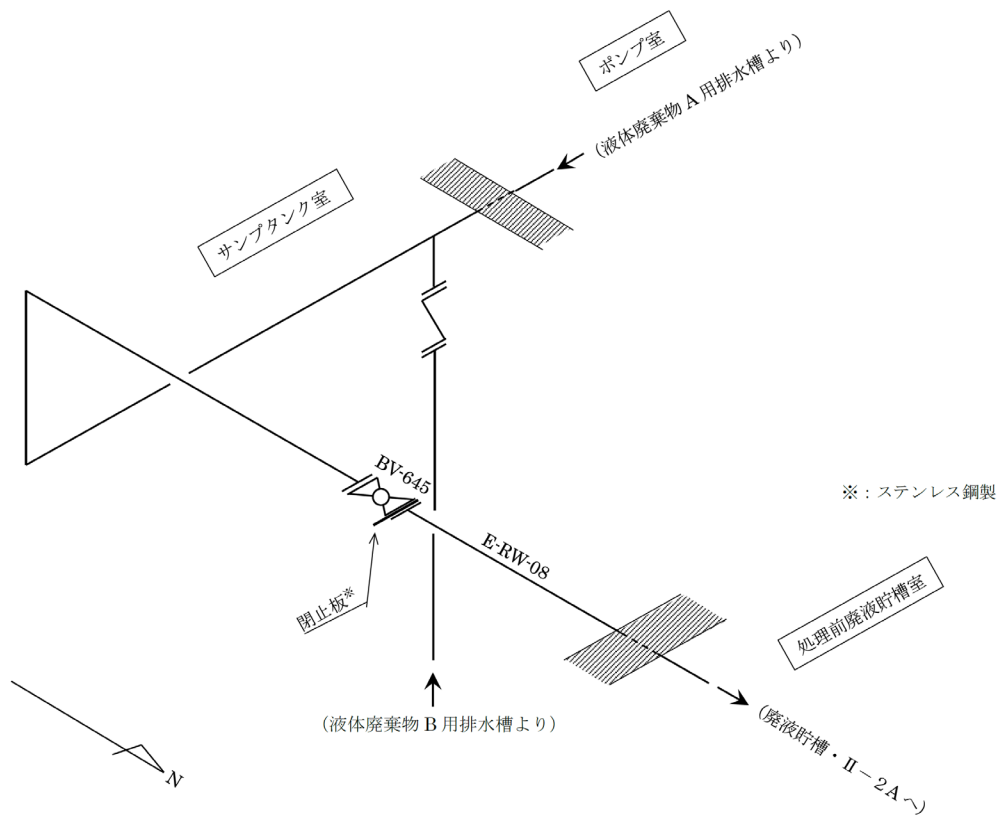 ポンプ室
(液体廃棄物 A 用排水槽より)
サンプタンク室
BV-645
※：ステンレス鋼製
E-RW-08
閉止板※
処理前廃液貯槽室
(液体廃棄物 B 用排水槽より)
(廃液貯槽・Ⅱ－2A へ)
N